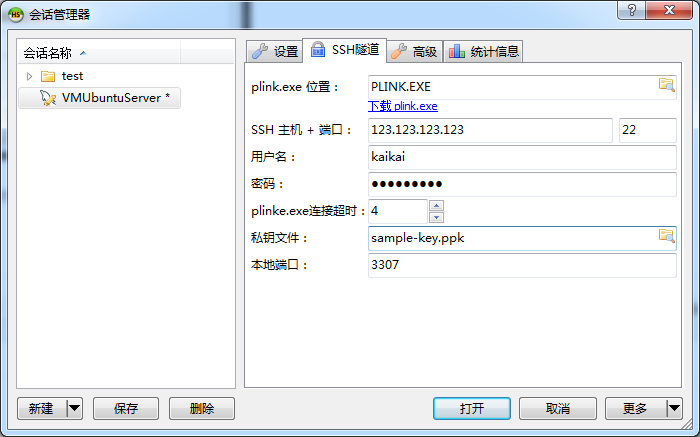 HS 会话管理器
会话名称
test
VMUbuntuServer *
设置 SSH隧道 高级 统计信息
plink.exe 位置： PLINK.EXE
下载 plink.exe
SSH 主机 + 端口： 123.123.123.123 22
用户名： kaikai
密码： ●●●●●●●●●
plinke.exe连接超时： 4
私钥文件： sample-key.ppk
本地端口： 3307
新建 保存 删除 打开 取消 更多